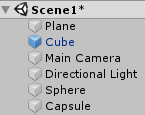 Scene1*
Plane
Cube
Main Camera
Directional Light
Sphere
Capsule